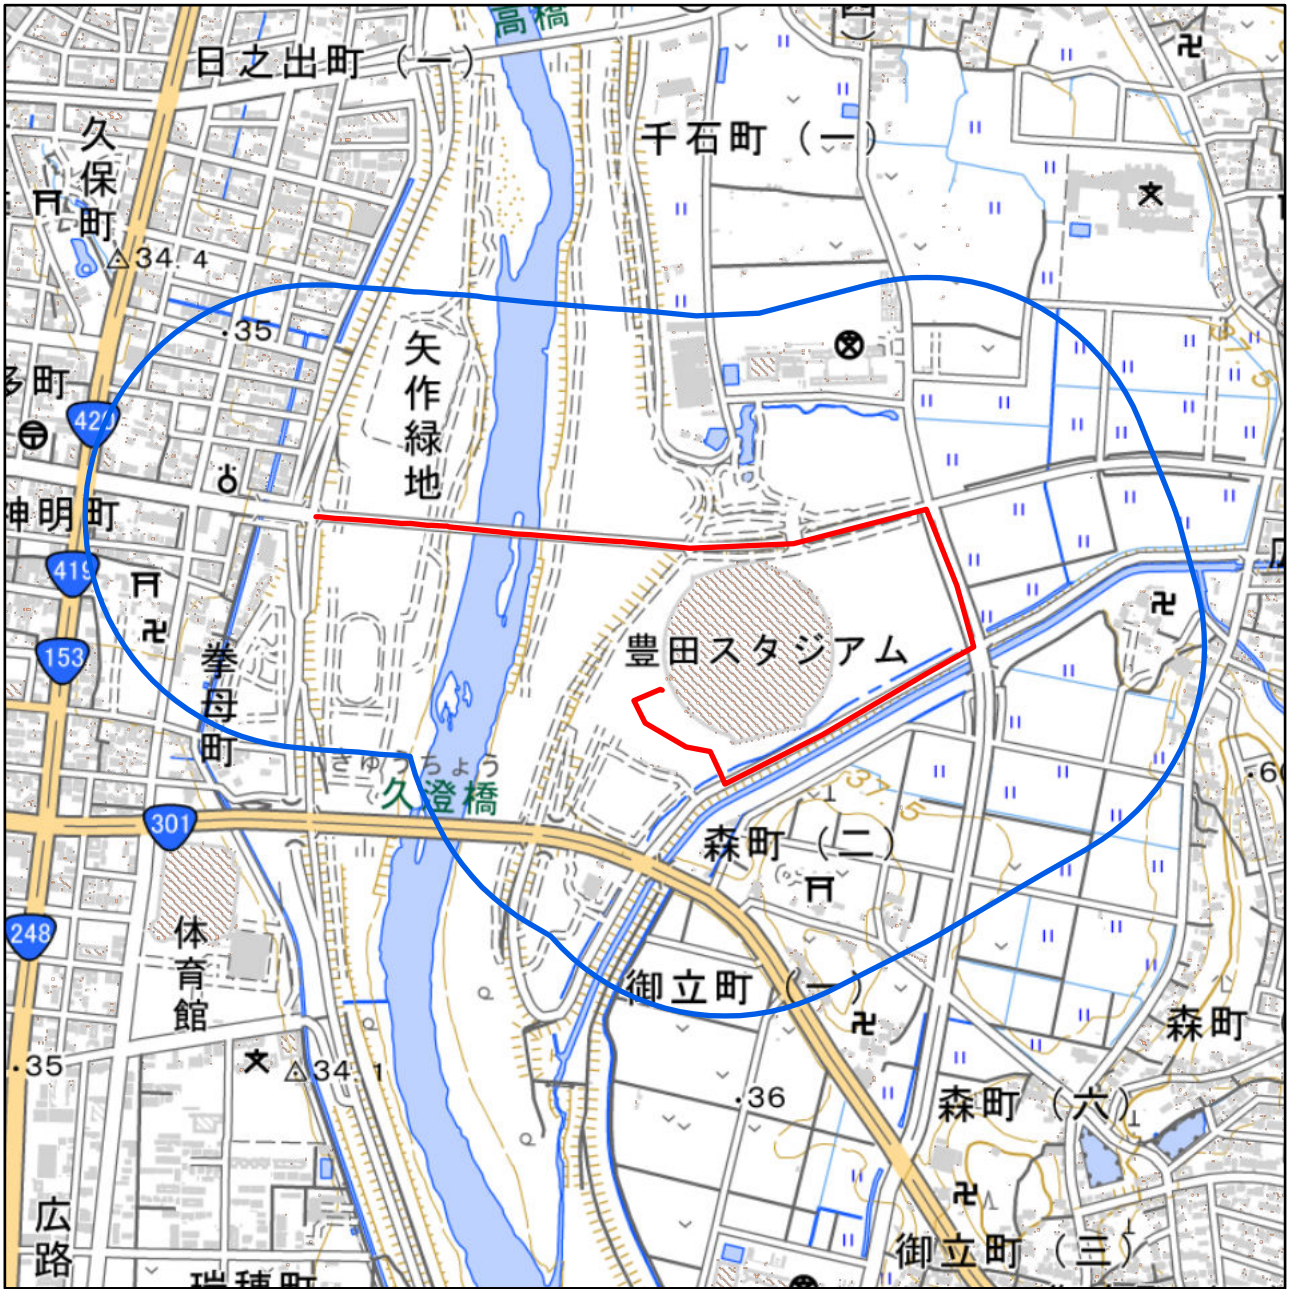 高橋
日之出町（一）
久保町
34.4
35
千石町（一）
矢作緑地
多町
420
神明町
419
153
挙母町
豊田スタジアム
きゅうちょう
久澄橋
301
37.5
森町（二）
248
体育館
御立町（一）
35
34.1
36
森町
森町（六）
広路
御立町（三）
瑞穂町